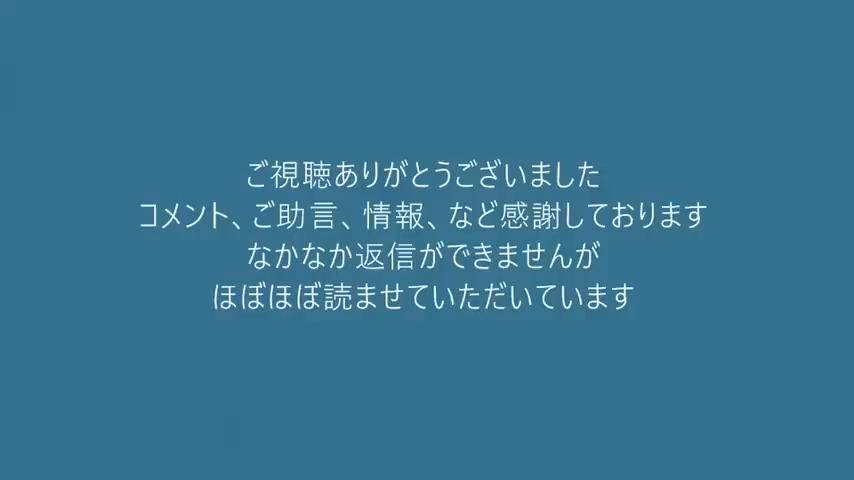 ご視聴ありがとうございました
コメント、ご助言、情報、など感謝しております
なかなか返信ができませんが
ほぼほぼ読ませていただいています